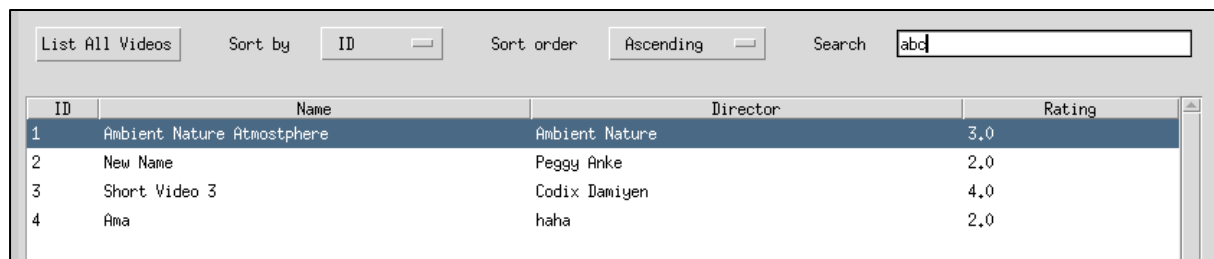 List All Videos Sort by ID Sort order Ascending Search abc
ID Name Director Rating
1 Ambient Nature Atmostphere Ambient Nature 3.0
2 New Name Peggy Anke 2.0
3 Short Video 3 Codix Damiyen 4.0
4 Ama haha 2.0